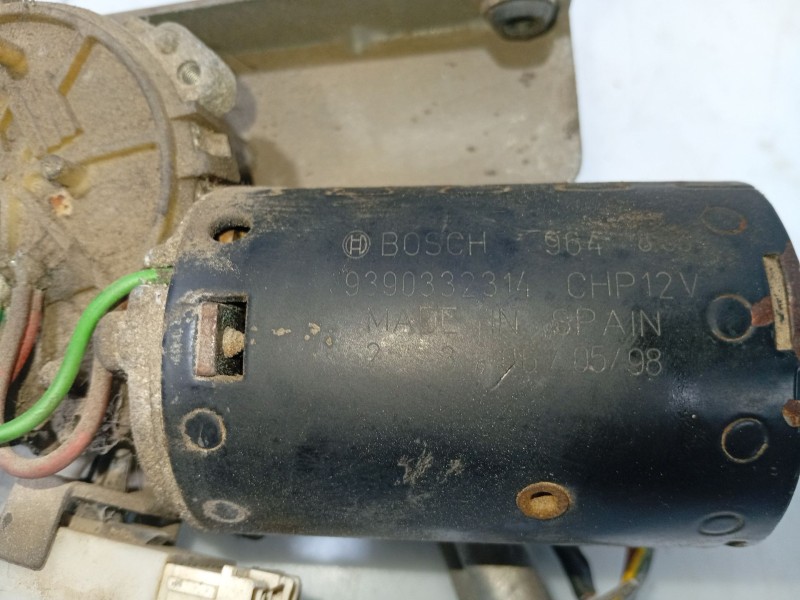 BOSCH 964
9390332314 CHP12V
MADE IN SPAIN
05/98